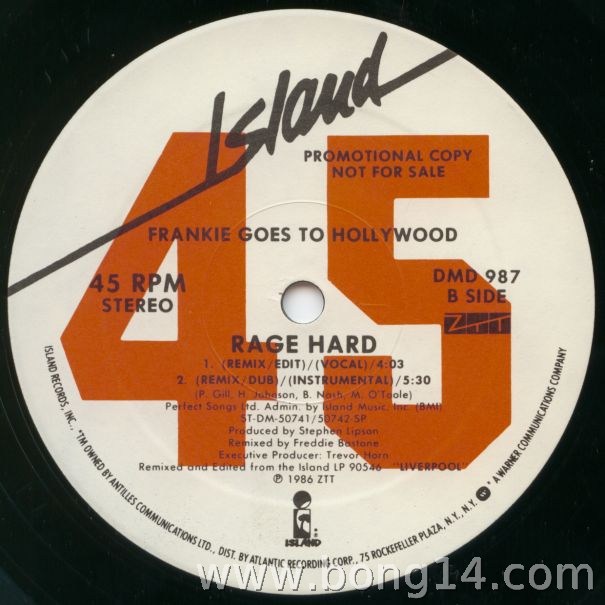 Island
45
PROMOTIONAL COPY
NOT FOR SALE
FRANKIE GOES TO HOLLYWOOD
45 RPM
STEREO
DMD 987
B SIDE
ZTT
RAGE HARD
1. (REMIX/EDIT)/(VOCAL)/4:03
2. (REMIX/DUB)/(INSTRUMENTAL)/5:30
(P. Gill, H. Johnson, B. Nash, M. O'Toole)
Perfect Songs Ltd. Admin. by Island Music, Inc. (BMI)
ST-DM-50741/50742-SP
Produced by Stephen Lipson
Remixed by Freddie Bastone
Executive Producer: Trevor Horn
Remixed and Edited from the Island LP 90546 "LIVERPOOL"
℗ 1986 ZTT
ISLAND
ISLAND RECORDS, INC., *TM OWNED BY ANTILLES COMMUNICATIONS LTD., DIST. BY ATLANTIC RECORDING CORP., 75 ROCKEFELLER PLAZA, N.Y., N.Y. A WARNER COMMUNICATIONS COMPANY
www.bong14.com